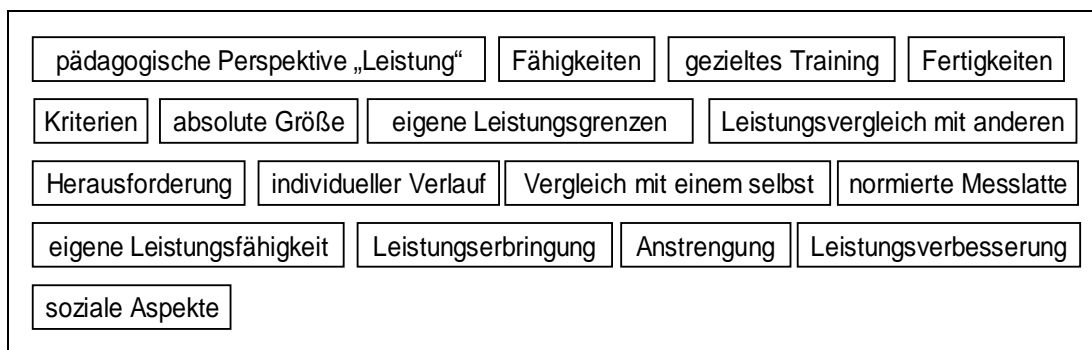 pädagogische Perspektive „Leistung“ Fähigkeiten gezieltes Training Fertigkeiten
Kriterien absolute Größe eigene Leistungsgrenzen Leistungsvergleich mit anderen
Herausforderung individueller Verlauf Vergleich mit einem selbst normierte Messlatte
eigene Leistungsfähigkeit Leistungserbringung Anstrengung Leistungsverbesserung
soziale Aspekte